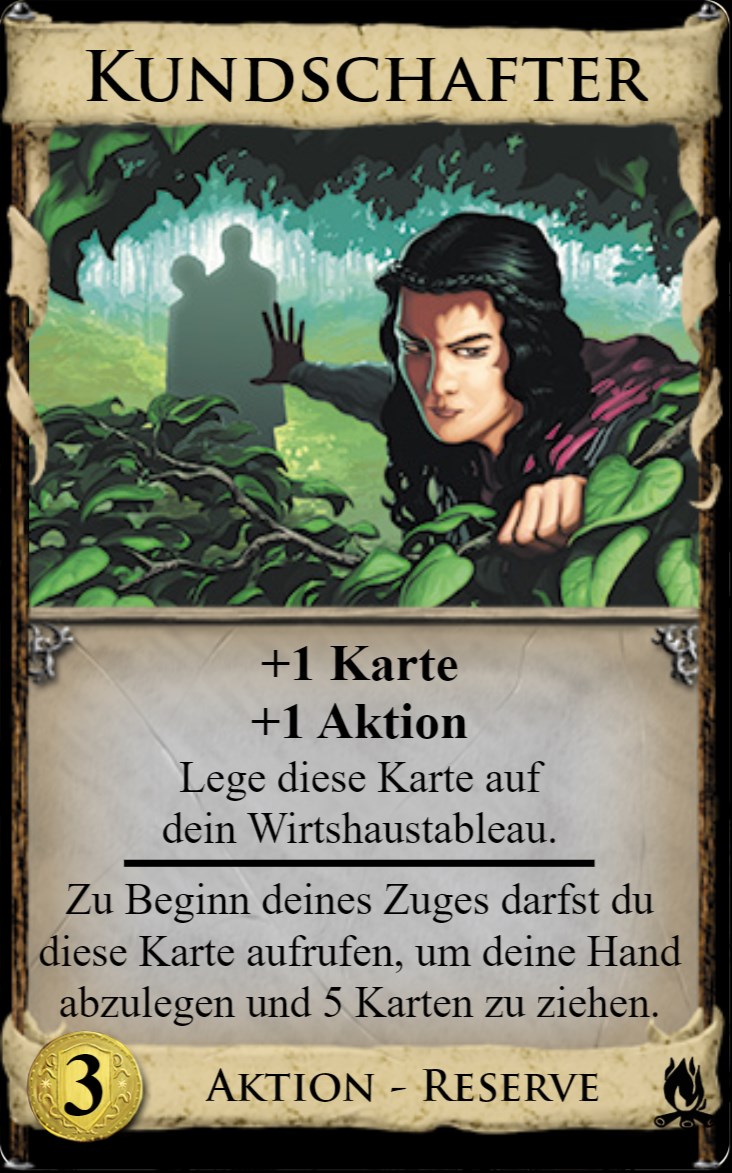 Kundschafter
+1 Karte
+1 Aktion
Lege diese Karte auf
dein Wirtshaustableau.
Zu Beginn deines Zuges darfst du
diese Karte aufrufen, um deine Hand
abzulegen und 5 Karten zu ziehen.
3
Aktion - Reserve